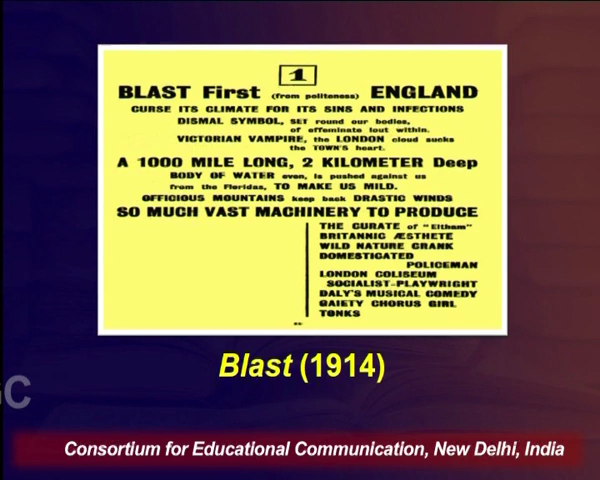 1
BLAST First (from politeness) ENGLAND
CURSE ITS CLIMATE FOR ITS SINS AND INFECTIONS
DISMAL SYMBOL, SET round our bodies,
of effeminate lout within.
VICTORIAN VAMPIRE, the LONDON cloud sucks
the TOWN'S heart.
A 1000 MILE LONG, 2 KILOMETER Deep
BODY OF WATER even, is pushed against us
from the Floridas, TO MAKE US MILD.
OFFICIOUS MOUNTAINS keep back DRASTIC WINDS
SO MUCH VAST MACHINERY TO PRODUCE
THE CURATE of "Eltham"
BRITANNIC ÆSTHETE
WILD NATURE CRANK
DOMESTICATED
POLICEMAN
LONDON COLISEUM
SOCIALIST-PLAYWRIGHT
DALY'S MUSICAL COMEDY
GAIETY CHORUS GIRL
TONKS
Blast (1914)
GC
Consortium for Educational Communication, New Delhi, India